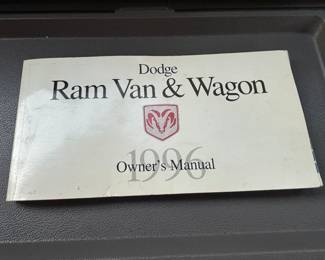 Dodge
Ram Van & Wagon
1996
Owner's Manual